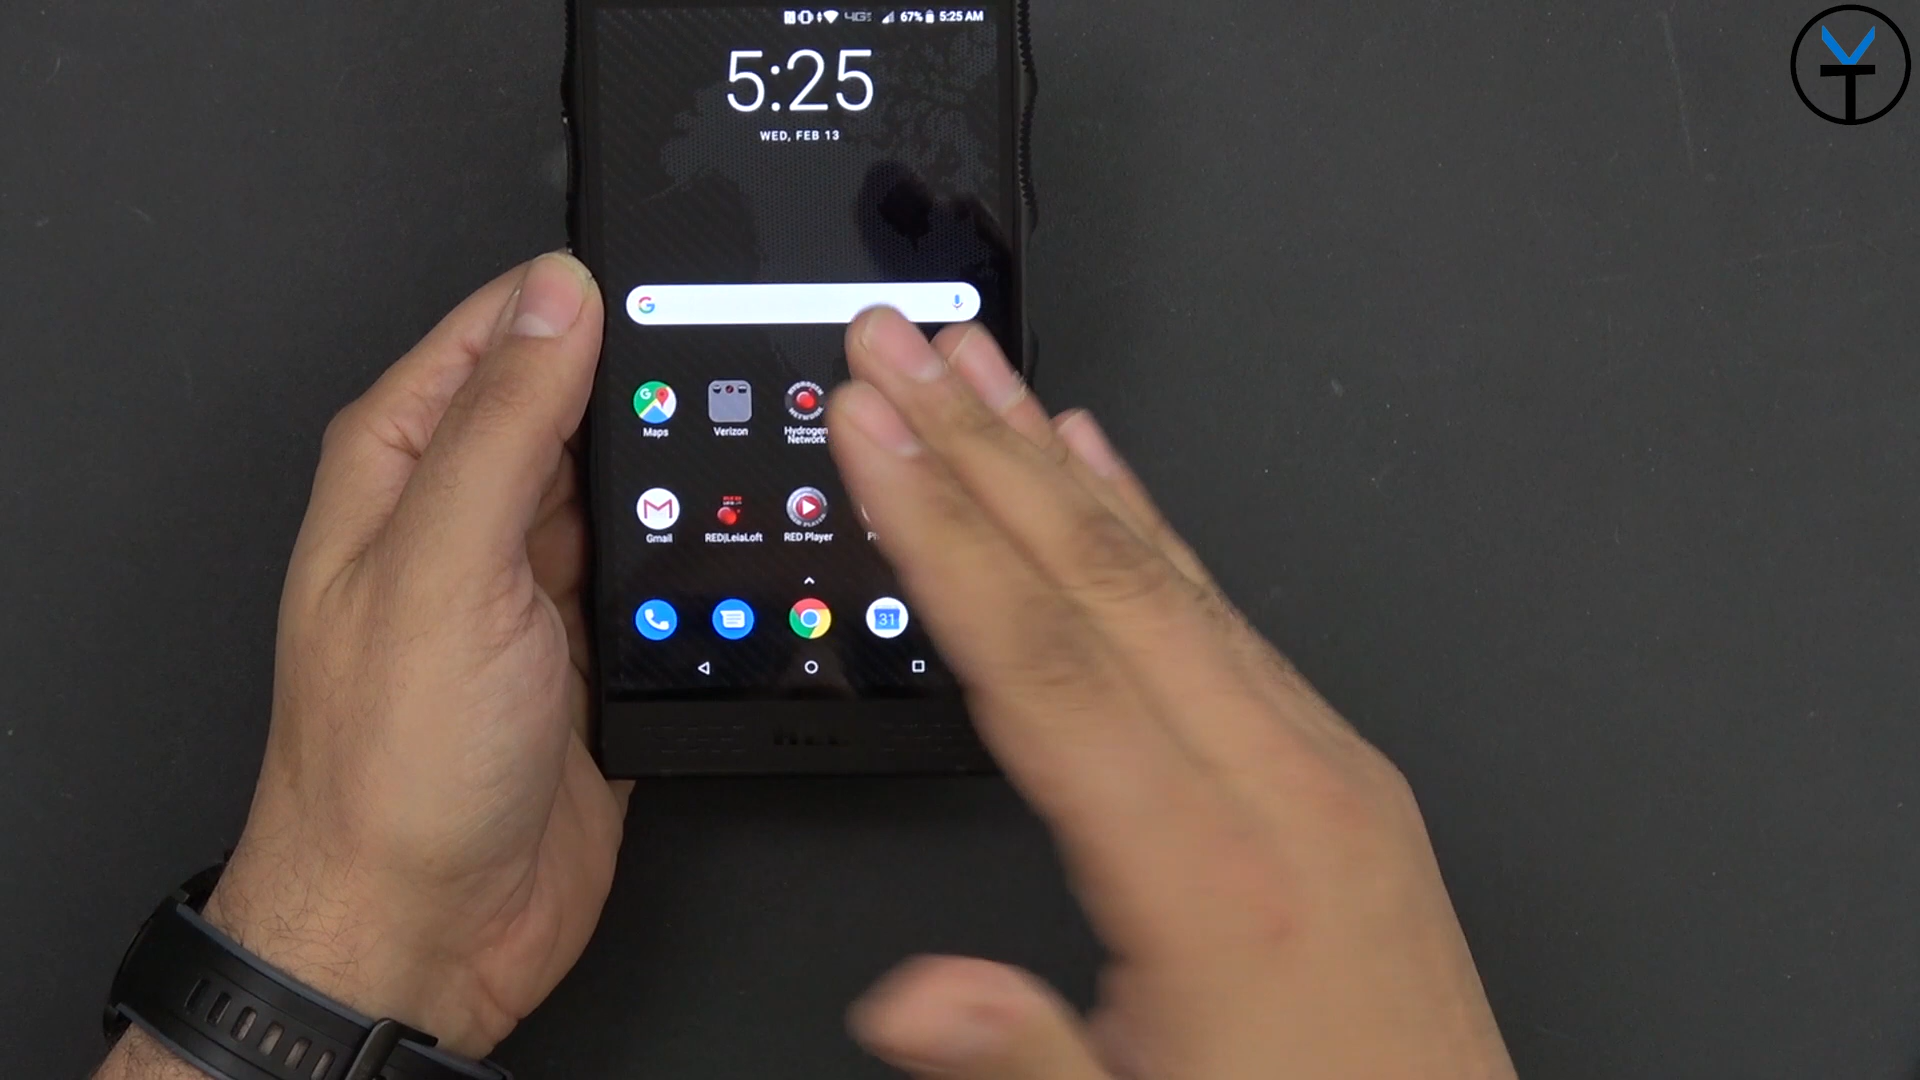 4G 67% 5:25 AM
5:25
WED, FEB 13
G
Maps Verizon Hydrogen Network
Gmail RED|LeiaLoft RED Player
31